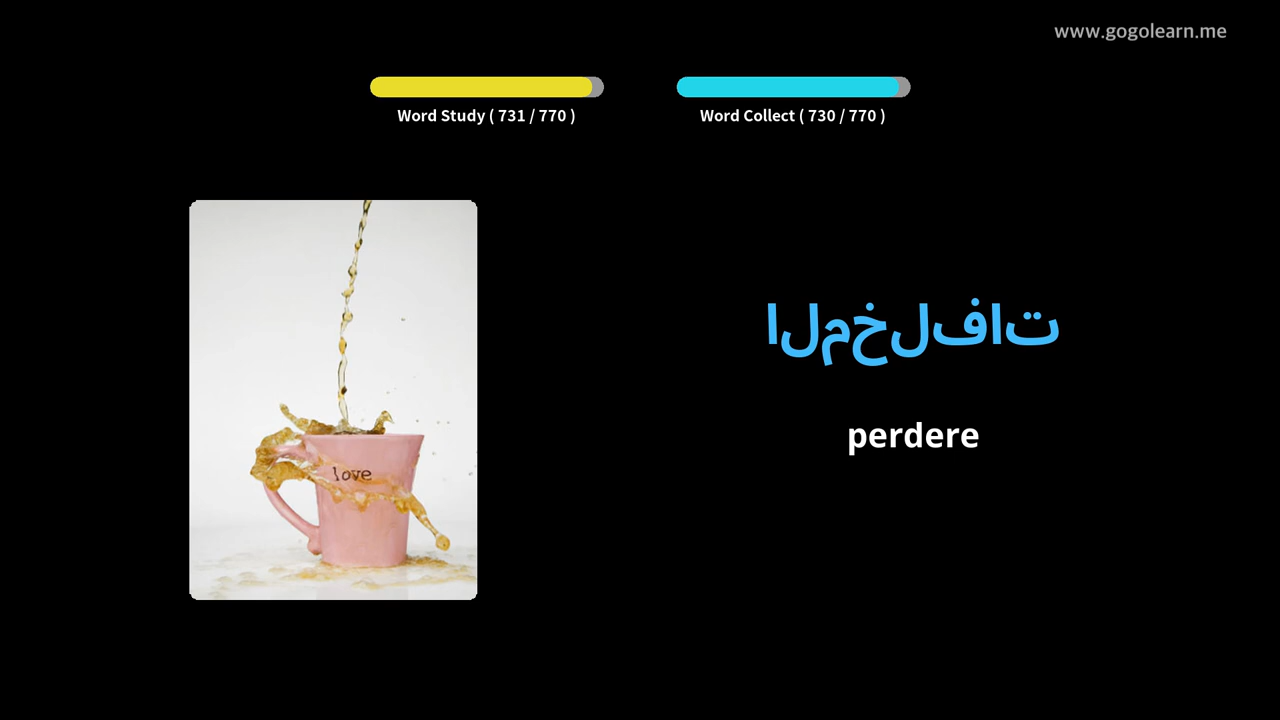 www.gogolearn.me
Word Study ( 731 / 770 )
Word Collect ( 730 / 770 )
love
المخلفات
perdere